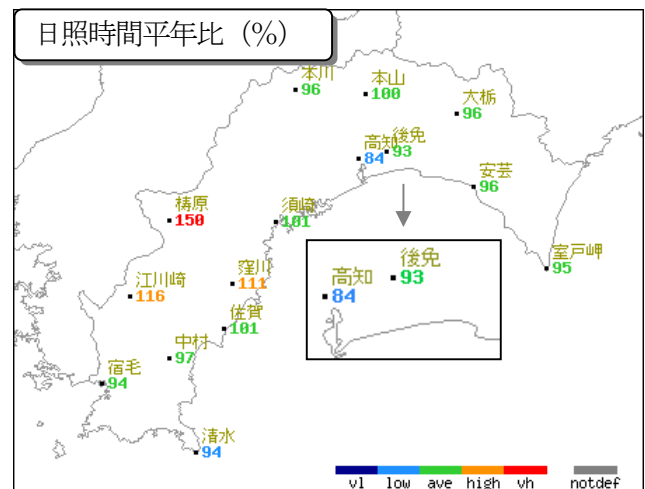 日照時間平年比（%）
本川
96
本山
100
大栃
96
高知
84
後免
93
安芸
96
梼原
150
須崎
101
室戸岬
95
窪川
111
江川崎
116
佐賀
101
中村
97
宿毛
94
清水
94
後免
93
高知
84
vl low ave high vh notdef